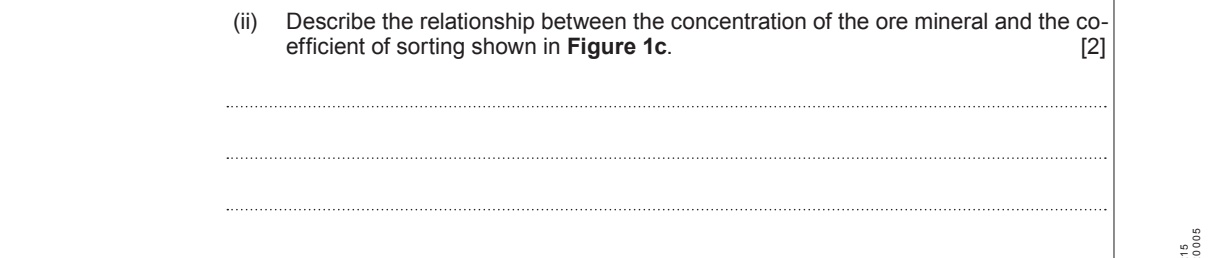 (ii) Describe the relationship between the concentration of the ore mineral and the co-
efficient of sorting shown in Figure 1c. [2]
15
0005